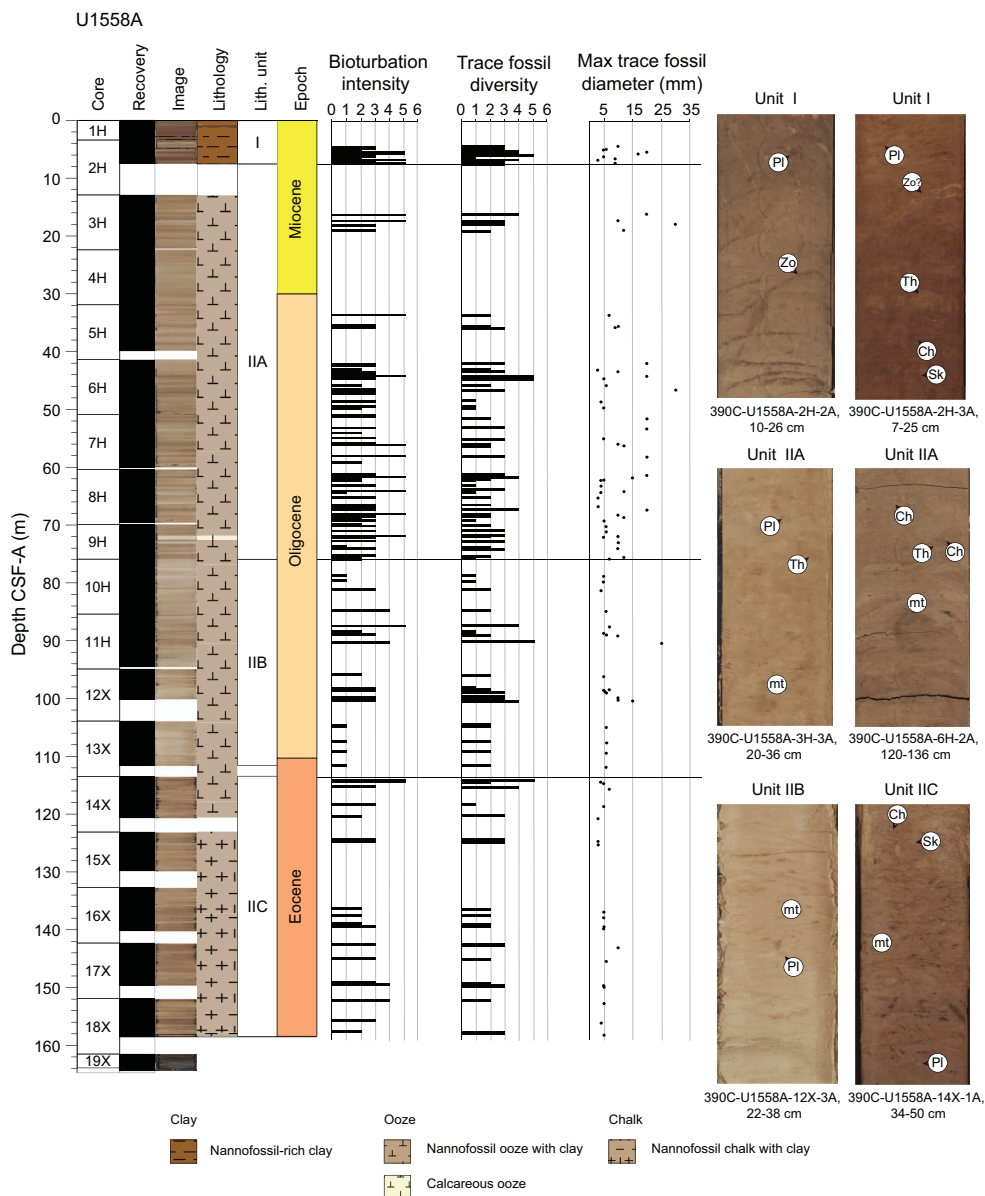 U1558A
Core
Recovery
Image
Lithology
Lith. unit
Epoch
Bioturbation
intensity
Trace fossil
diversity
Max trace fossil
diameter (mm)
0 1 2 3 4 5 6
0 1 2 3 4 5 6
5 15 25 35
Depth CSF-A (m)
0
10
20
30
40
50
60
70
80
90
100
110
120
130
140
150
160
1H
2H
3H
4H
5H
6H
7H
8H
9H
10H
11H
12X
13X
14X
15X
16X
17X
18X
19X
I
IIA
IIB
IIC
Miocene
Oligocene
Eocene
Unit I
Pl
Zo
390C-U1558A-2H-2A,
10-26 cm
Unit I
Pl
Zo?
Th
Ch
Sk
390C-U1558A-2H-3A,
7-25 cm
Unit IIA
Pl
Th
mt
390C-U1558A-3H-3A,
20-36 cm
Unit IIA
Ch
Th Ch
mt
390C-U1558A-6H-2A,
120-136 cm
Unit IIB
mt
Pl
390C-U1558A-12X-3A,
22-38 cm
Unit IIC
Ch
Sk
mt
Pl
390C-U1558A-14X-1A,
34-50 cm
Clay
Nannofossil-rich clay
Ooze
Nannofossil ooze with clay
Calcareous ooze
Chalk
Nannofossil chalk with clay